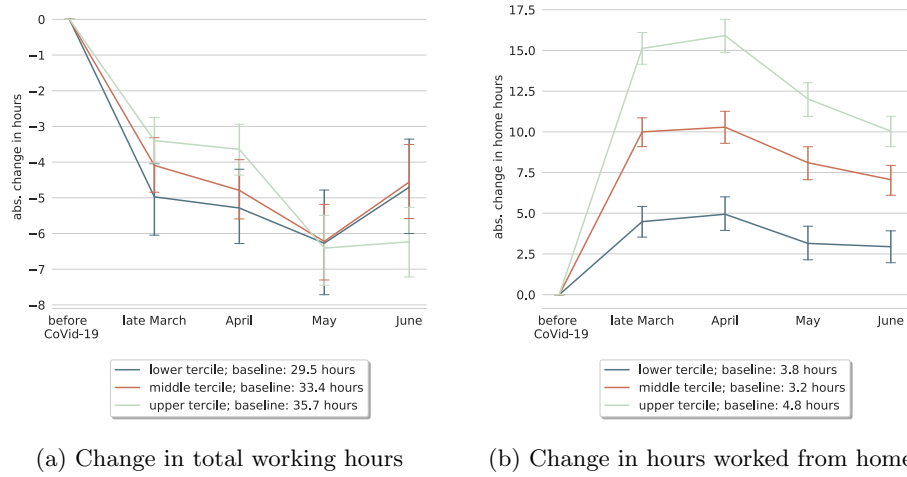 0
−1
−2
−3
−4
−5
−6
−7
−8
abs. change in hours
before
CoVid-19
late March
April
May
June
lower tercile; baseline: 29.5 hours
middle tercile; baseline: 33.4 hours
upper tercile; baseline: 35.7 hours
(a) Change in total working hours
17.5
15.0
12.5
10.0
7.5
5.0
2.5
0.0
abs. change in home hours
before
CoVid-19
late March
April
May
June
lower tercile; baseline: 3.8 hours
middle tercile; baseline: 3.2 hours
upper tercile; baseline: 4.8 hours
(b) Change in hours worked from home